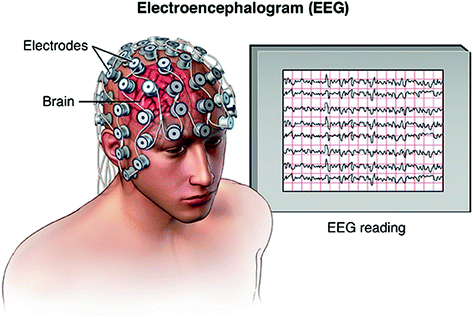 Electroencephalogram (EEG)
Electrodes
Brain
EEG reading